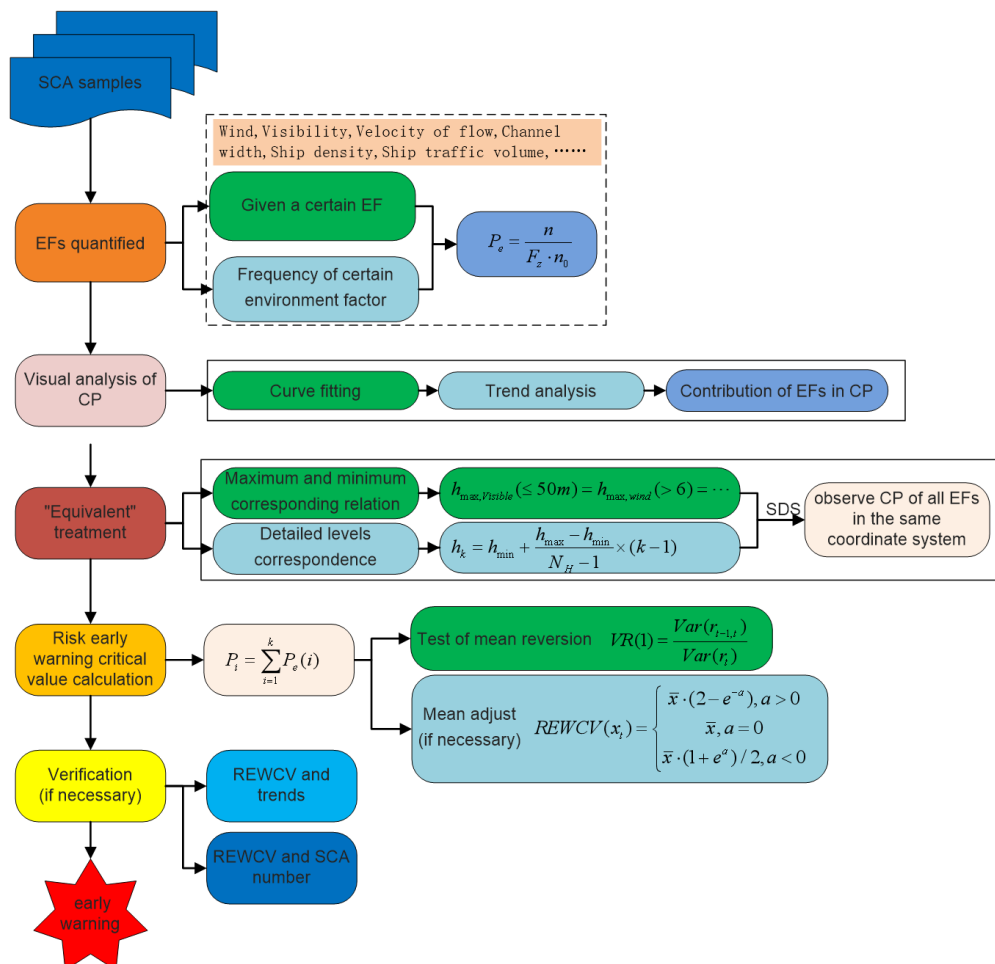 SCA samples
Wind,Visibility,Velocity of flow,Channel
width,Ship density,Ship traffic volume,……
Given a certain EF
EFs quantified
Frequency of certain
environment factor
P_e = n / (F_z · n_0)
Visual analysis of
CP
Curve fitting
Trend analysis
Contribution of EFs in CP
"Equivalent"
treatment
Maximum and minimum
corresponding relation
h_{max,Visible}(≤ 50m) = h_{max,wind}(> 6) = ⋯
Detailed levels
correspondence
h_k = h_min + (h_max − h_min) / (N_H − 1) × (k − 1)
SDS
observe CP of all EFs
in the same
coordinate system
Risk early
warning critical
value calculation
P_i = ∑_{i=1}^{k} P_e(i)
Test of mean reversion VR(1) = Var(r_{t−1,t}) / Var(r_t)
Mean adjust
(if necessary)
REWCV(x_t) = {
x̄ · (2 − e^{−a}), a > 0
x̄, a = 0
x̄ · (1 + e^{a}) / 2, a < 0
Verification
(if necessary)
REWCV and
trends
REWCV and SCA
number
early
warning